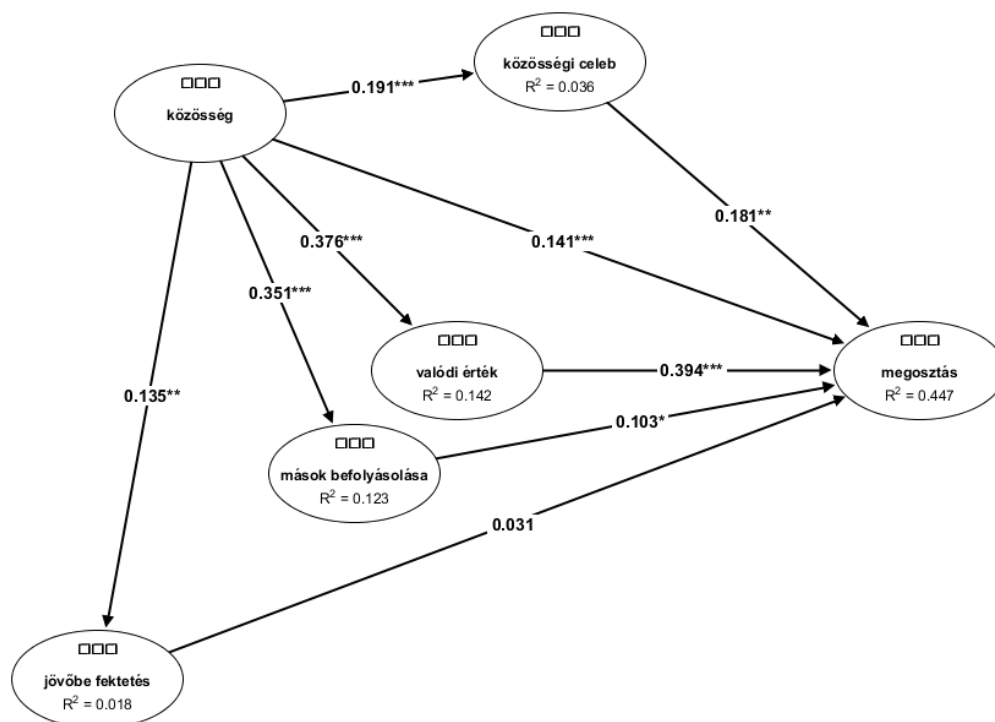 közösségi celeb
R² = 0.036
közösség
0.191***
0.181**
0.376***
0.141***
0.351***
valódi érték
R² = 0.142
0.394***
megosztás
R² = 0.447
0.135**
0.103*
mások befolyásolása
R² = 0.123
0.031
jövőbe fektetés
R² = 0.018